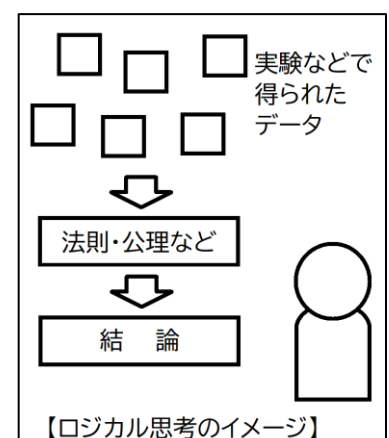 実験などで
得られた
データ
法則・公理など
結　論
【ロジカル思考のイメージ】